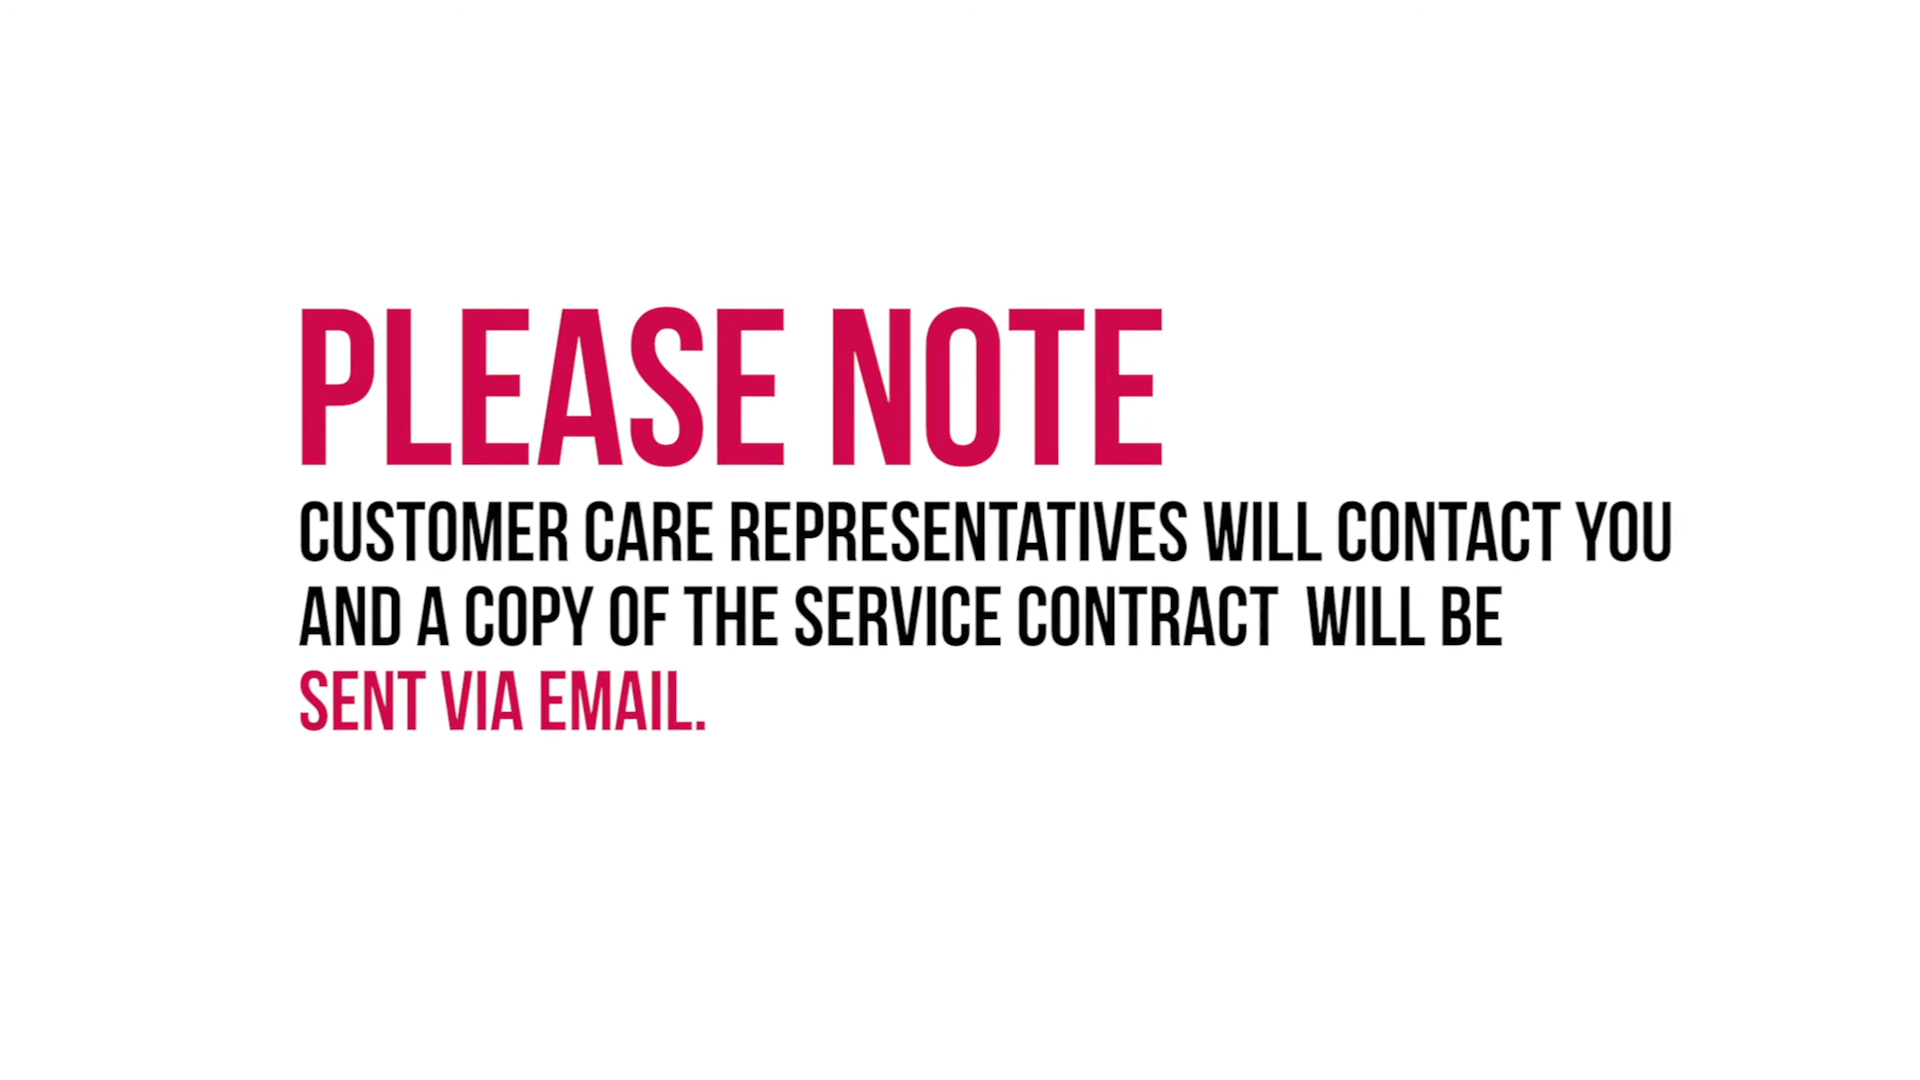 PLEASE NOTE
CUSTOMER CARE REPRESENTATIVES WILL CONTACT YOU
AND A COPY OF THE SERVICE CONTRACT  WILL BE
SENT VIA EMAIL.